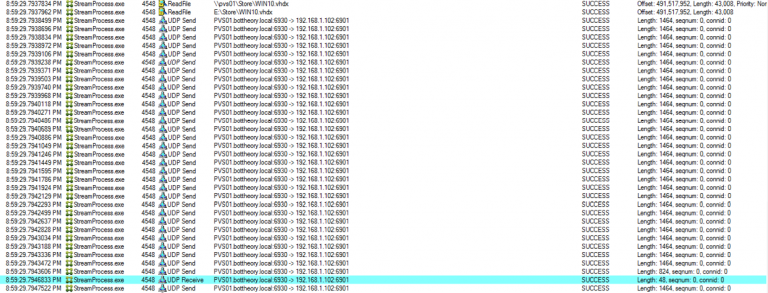 8:59:29.7937834 PM StreamProcess.exe 4548 ReadFile \\pvs01\Store\WIN10.vhdx SUCCESS Offset: 491,517,952, Length: 43,008, Priority: Nor
8:59:29.7937962 PM StreamProcess.exe 4548 ReadFile E:\Store\WIN10.vhdx SUCCESS Offset: 491,517,952, Length: 43,008
8:59:29.7938499 PM StreamProcess.exe 4548 UDP Send PVS01.bottheory.local:6930 -> 192.168.1.102:6901 SUCCESS Length: 1464, seqnum: 0, connid: 0
8:59:29.7938696 PM StreamProcess.exe 4548 UDP Send PVS01.bottheory.local:6930 -> 192.168.1.102:6901 SUCCESS Length: 1464, seqnum: 0, connid: 0
8:59:29.7938834 PM StreamProcess.exe 4548 UDP Send PVS01.bottheory.local:6930 -> 192.168.1.102:6901 SUCCESS Length: 1464, seqnum: 0, connid: 0
8:59:29.7938972 PM StreamProcess.exe 4548 UDP Send PVS01.bottheory.local:6930 -> 192.168.1.102:6901 SUCCESS Length: 1464, seqnum: 0, connid: 0
8:59:29.7939106 PM StreamProcess.exe 4548 UDP Send PVS01.bottheory.local:6930 -> 192.168.1.102:6901 SUCCESS Length: 1464, seqnum: 0, connid: 0
8:59:29.7939238 PM StreamProcess.exe 4548 UDP Send PVS01.bottheory.local:6930 -> 192.168.1.102:6901 SUCCESS Length: 1464, seqnum: 0, connid: 0
8:59:29.7939371 PM StreamProcess.exe 4548 UDP Send PVS01.bottheory.local:6930 -> 192.168.1.102:6901 SUCCESS Length: 1464, seqnum: 0, connid: 0
8:59:29.7939503 PM StreamProcess.exe 4548 UDP Send PVS01.bottheory.local:6930 -> 192.168.1.102:6901 SUCCESS Length: 1464, seqnum: 0, connid: 0
8:59:29.7939740 PM StreamProcess.exe 4548 UDP Send PVS01.bottheory.local:6930 -> 192.168.1.102:6901 SUCCESS Length: 1464, seqnum: 0, connid: 0
8:59:29.7939968 PM StreamProcess.exe 4548 UDP Send PVS01.bottheory.local:6930 -> 192.168.1.102:6901 SUCCESS Length: 1464, seqnum: 0, connid: 0
8:59:29.7940118 PM StreamProcess.exe 4548 UDP Send PVS01.bottheory.local:6930 -> 192.168.1.102:6901 SUCCESS Length: 1464, seqnum: 0, connid: 0
8:59:29.7940271 PM StreamProcess.exe 4548 UDP Send PVS01.bottheory.local:6930 -> 192.168.1.102:6901 SUCCESS Length: 1464, seqnum: 0, connid: 0
8:59:29.7940406 PM StreamProcess.exe 4548 UDP Send PVS01.bottheory.local:6930 -> 192.168.1.102:6901 SUCCESS Length: 1464, seqnum: 0, connid: 0
8:59:29.7940683 PM StreamProcess.exe 4548 UDP Send PVS01.bottheory.local:6930 -> 192.168.1.102:6901 SUCCESS Length: 1464, seqnum: 0, connid: 0
8:59:29.7940886 PM StreamProcess.exe 4548 UDP Send PVS01.bottheory.local:6930 -> 192.168.1.102:6901 SUCCESS Length: 1464, seqnum: 0, connid: 0
8:59:29.7941049 PM StreamProcess.exe 4548 UDP Send PVS01.bottheory.local:6930 -> 192.168.1.102:6901 SUCCESS Length: 1464, seqnum: 0, connid: 0
8:59:29.7941246 PM StreamProcess.exe 4548 UDP Send PVS01.bottheory.local:6930 -> 192.168.1.102:6901 SUCCESS Length: 1464, seqnum: 0, connid: 0
8:59:29.7941449 PM StreamProcess.exe 4548 UDP Send PVS01.bottheory.local:6930 -> 192.168.1.102:6901 SUCCESS Length: 1464, seqnum: 0, connid: 0
8:59:29.7941595 PM StreamProcess.exe 4548 UDP Send PVS01.bottheory.local:6930 -> 192.168.1.102:6901 SUCCESS Length: 1464, seqnum: 0, connid: 0
8:59:29.7941786 PM StreamProcess.exe 4548 UDP Send PVS01.bottheory.local:6930 -> 192.168.1.102:6901 SUCCESS Length: 1464, seqnum: 0, connid: 0
8:59:29.7941924 PM StreamProcess.exe 4548 UDP Send PVS01.bottheory.local:6930 -> 192.168.1.102:6901 SUCCESS Length: 1464, seqnum: 0, connid: 0
8:59:29.7942129 PM StreamProcess.exe 4548 UDP Send PVS01.bottheory.local:6930 -> 192.168.1.102:6901 SUCCESS Length: 1464, seqnum: 0, connid: 0
8:59:29.7942293 PM StreamProcess.exe 4548 UDP Send PVS01.bottheory.local:6930 -> 192.168.1.102:6901 SUCCESS Length: 1464, seqnum: 0, connid: 0
8:59:29.7942499 PM StreamProcess.exe 4548 UDP Send PVS01.bottheory.local:6930 -> 192.168.1.102:6901 SUCCESS Length: 1464, seqnum: 0, connid: 0
8:59:29.7942637 PM StreamProcess.exe 4548 UDP Send PVS01.bottheory.local:6930 -> 192.168.1.102:6901 SUCCESS Length: 1464, seqnum: 0, connid: 0
8:59:29.7942828 PM StreamProcess.exe 4548 UDP Send PVS01.bottheory.local:6930 -> 192.168.1.102:6901 SUCCESS Length: 1464, seqnum: 0, connid: 0
8:59:29.7943034 PM StreamProcess.exe 4548 UDP Send PVS01.bottheory.local:6930 -> 192.168.1.102:6901 SUCCESS Length: 1464, seqnum: 0, connid: 0
8:59:29.7943188 PM StreamProcess.exe 4548 UDP Send PVS01.bottheory.local:6930 -> 192.168.1.102:6901 SUCCESS Length: 1464, seqnum: 0, connid: 0
8:59:29.7943336 PM StreamProcess.exe 4548 UDP Send PVS01.bottheory.local:6930 -> 192.168.1.102:6901 SUCCESS Length: 1464, seqnum: 0, connid: 0
8:59:29.7943472 PM StreamProcess.exe 4548 UDP Send PVS01.bottheory.local:6930 -> 192.168.1.102:6901 SUCCESS Length: 1464, seqnum: 0, connid: 0
8:59:29.7943606 PM StreamProcess.exe 4548 UDP Send PVS01.bottheory.local:6930 -> 192.168.1.102:6901 SUCCESS Length: 824, seqnum: 0, connid: 0
8:59:29.7946833 PM StreamProcess.exe 4548 UDP Receive PVS01.bottheory.local:6930 -> 192.168.1.102:6901 SUCCESS Length: 48, seqnum: 0, connid: 0
8:59:29.7947522 PM StreamProcess.exe 4548 UDP Send PVS01.bottheory.local:6930 -> 192.168.1.102:6901 SUCCESS Length: 1464, seqnum: 0, connid: 0